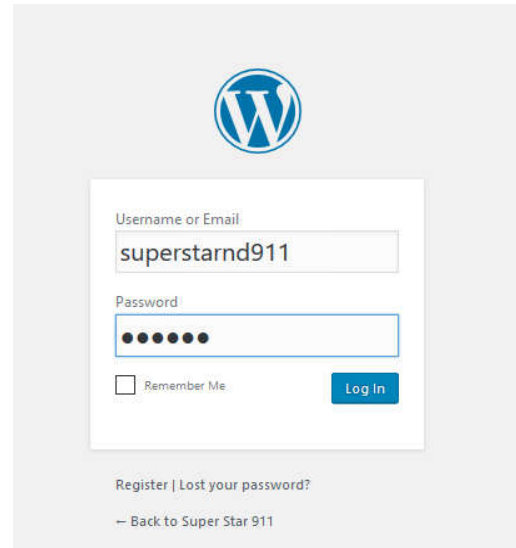 Username or Email
superstarnd911
Password
●●●●●●
Remember Me
Log In
Register | Lost your password?
← Back to Super Star 911